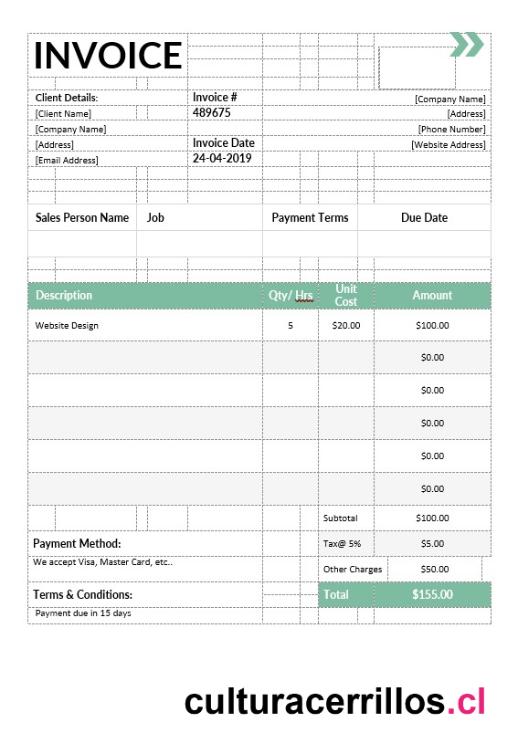 INVOICE
Client Details: Invoice #
[Client Name] 489675 [Company Name]
[Company Name] [Address]
[Address] Invoice Date [Phone Number]
[Email Address] 24-04-2019 [Website Address]
Sales Person Name Job Payment Terms Due Date
Description Qty/ Hrs Unit Cost Amount
Website Design 5 $20.00 $100.00
$0.00
$0.00
$0.00
$0.00
$0.00
Subtotal $100.00
Payment Method: Tax@ 5% $5.00
We accept Visa, Master Card, etc..
Other Charges $50.00
Terms & Conditions: Total $155.00
Payment due in 15 days
culturacerrillos.cl